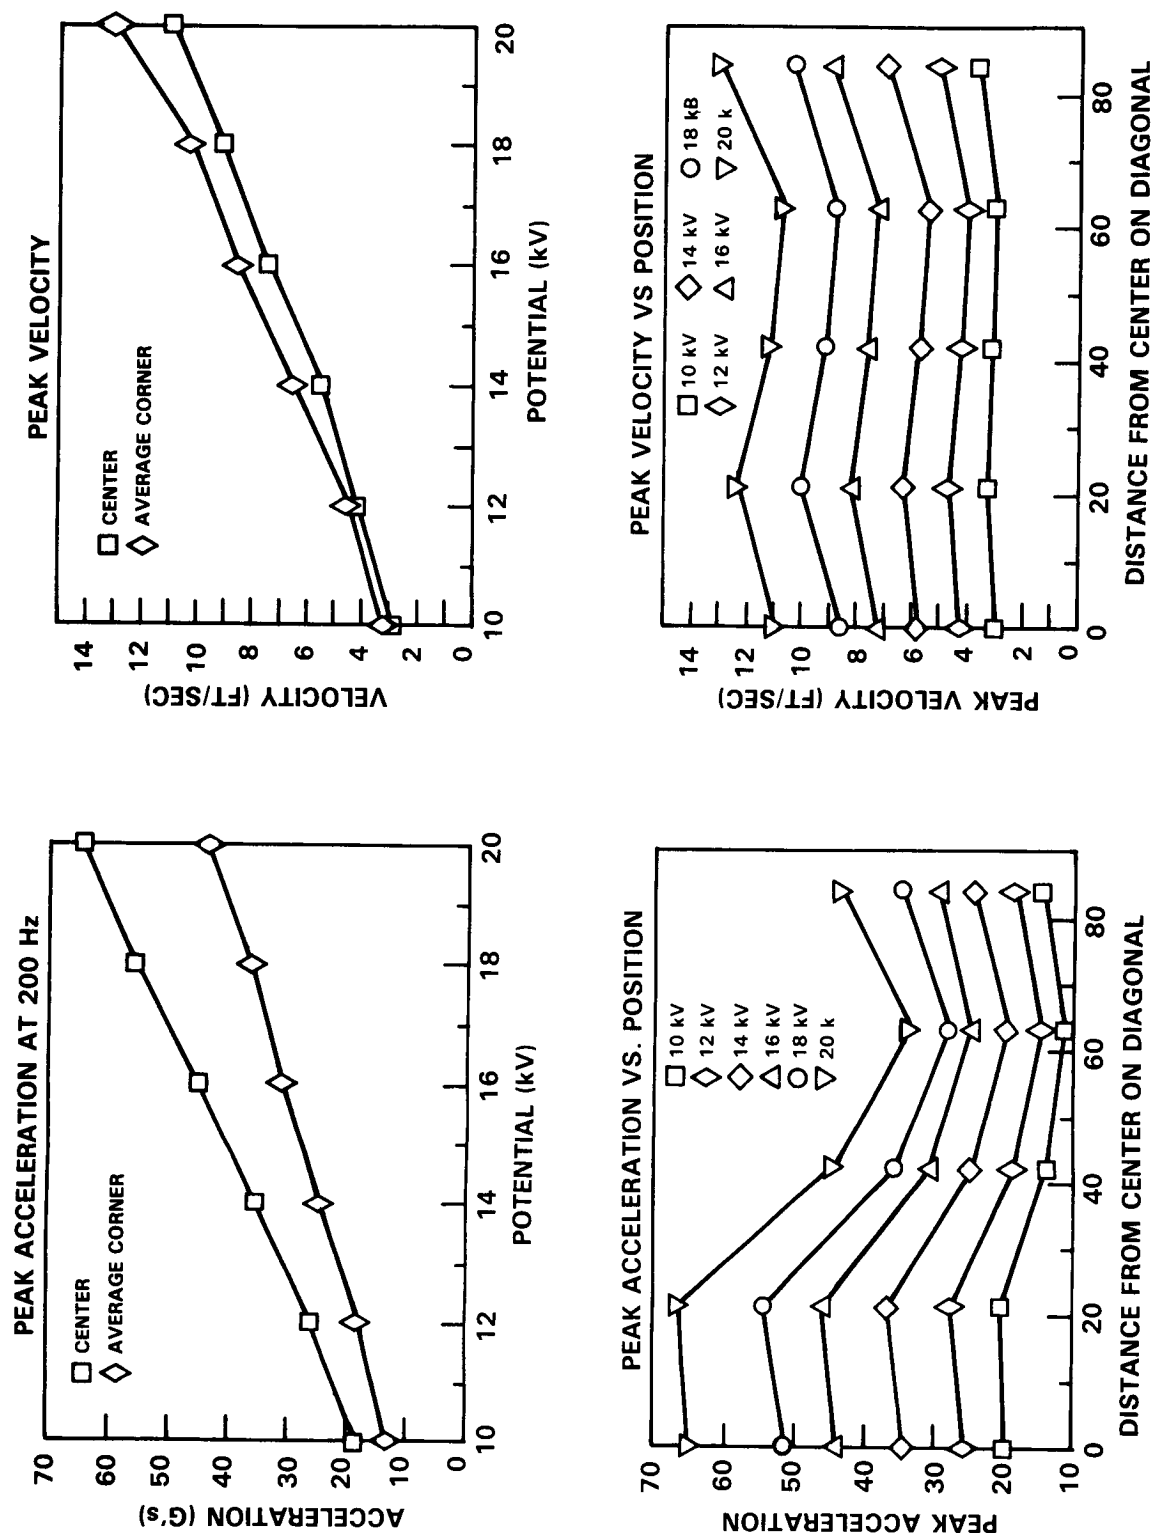 PEAK ACCELERATION AT 200 Hz
CENTER
AVERAGE CORNER
ACCELERATION (G's)
70
60
50
40
30
20
10
0
10
12
14
16
18
20
POTENTIAL (kV)
PEAK VELOCITY
CENTER
AVERAGE CORNER
VELOCITY (FT/SEC)
14
12
10
8
6
4
2
0
10
12
14
16
18
20
POTENTIAL (kV)
PEAK ACCELERATION VS. POSITION
10 kV
12 kV
14 kV
16 kV
18 kV
20 k
PEAK ACCELERATION
70
60
50
40
30
20
10
0
20
40
60
80
DISTANCE FROM CENTER ON DIAGONAL
PEAK VELOCITY VS POSITION
10 kV
14 kV
18 kB
12 kV
16 kV
20 k
PEAK VELOCITY (FT/SEC)
14
12
10
8
6
4
2
0
0
20
40
60
80
DISTANCE FROM CENTER ON DIAGONAL